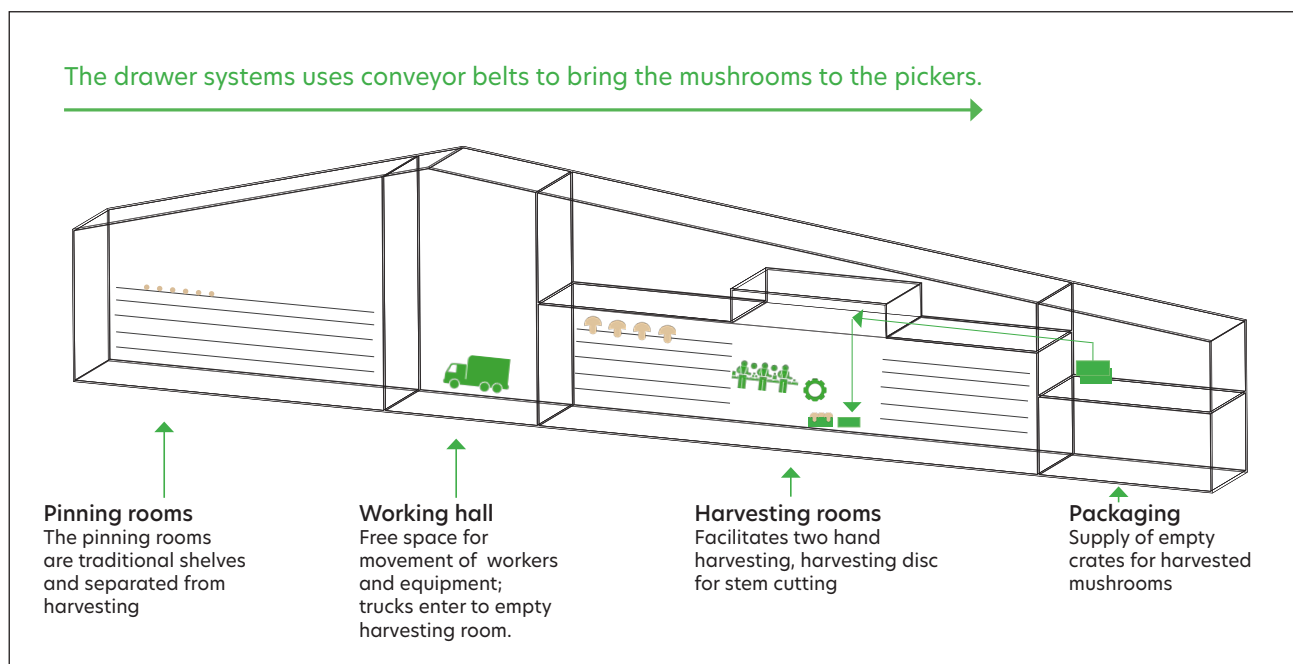 The drawer systems uses conveyor belts to bring the mushrooms to the pickers.
Pinning rooms
The pinning rooms
are traditional shelves
and separated from
harvesting
Working hall
Free space for
movement of workers
and equipment;
trucks enter to empty
harvesting room.
Harvesting rooms
Facilitates two hand
harvesting, harvesting disc
for stem cutting
Packaging
Supply of empty
crates for harvested
mushrooms